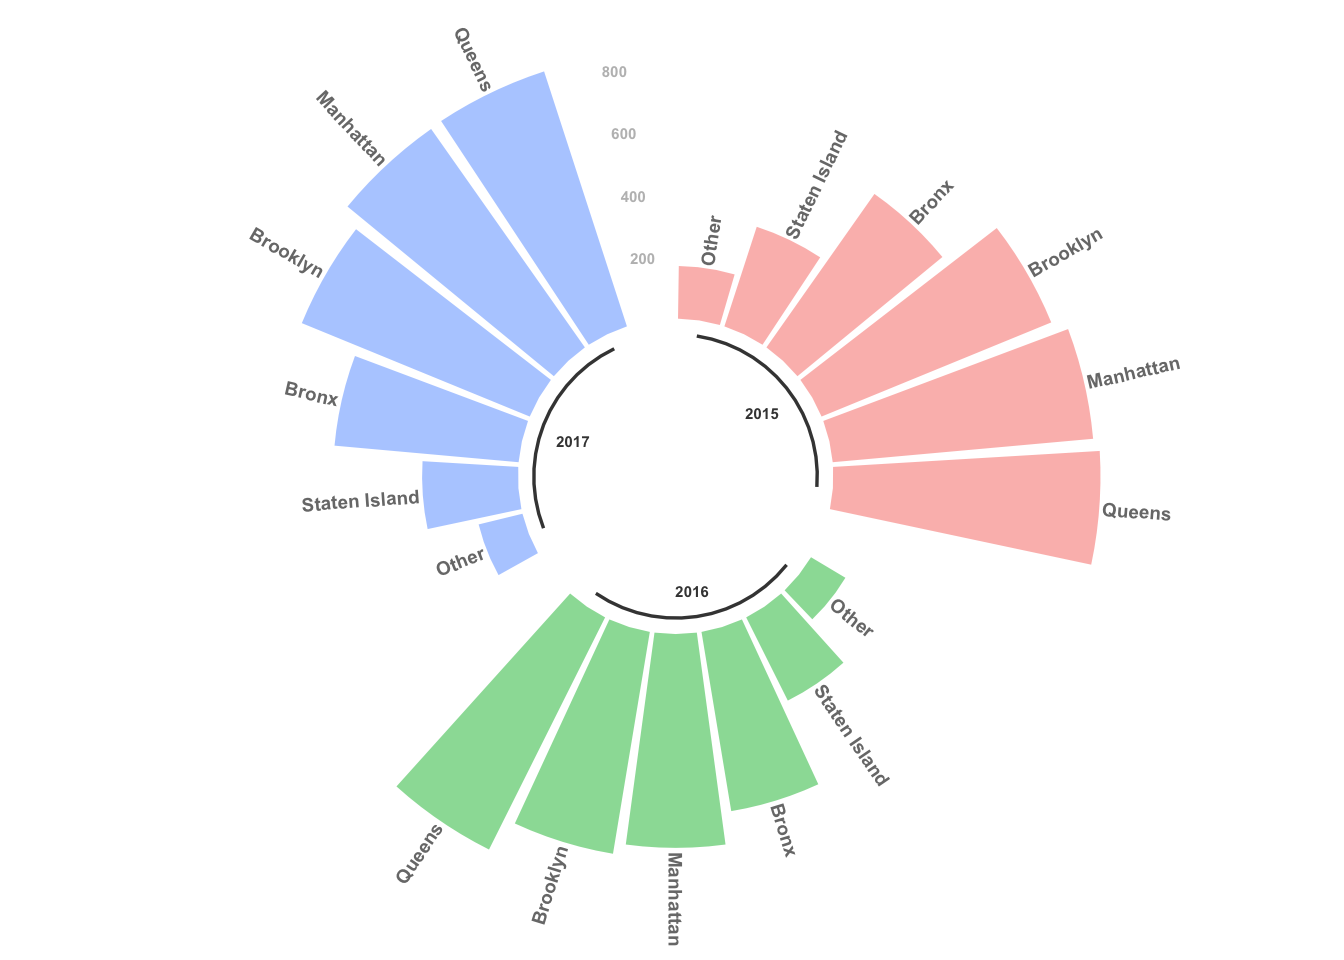 800
600
400
200
Other
Staten Island
Bronx
Brooklyn
Manhattan
Queens
2015
Other
Staten Island
Bronx
Manhattan
Brooklyn
Queens
2016
Other
Staten Island
Bronx
Brooklyn
Manhattan
Queens
2017